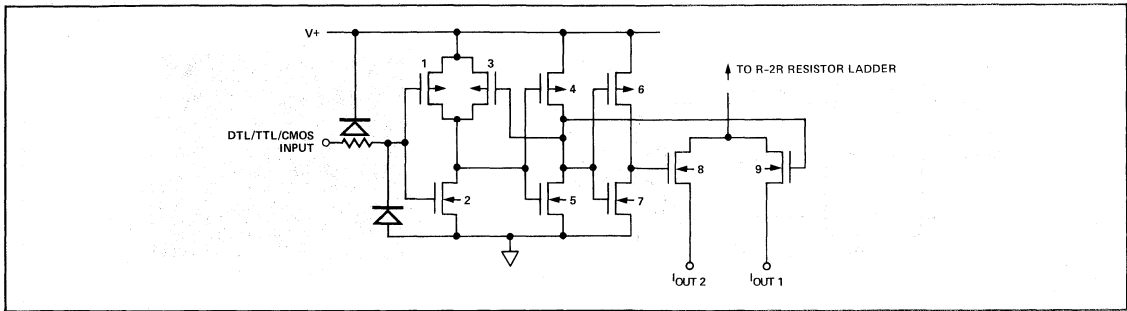 V+
1
3
4
6
TO R-2R RESISTOR LADDER
DTL/TTL/CMOS
INPUT
2
5
7
8
9
IOUT 2
IOUT 1